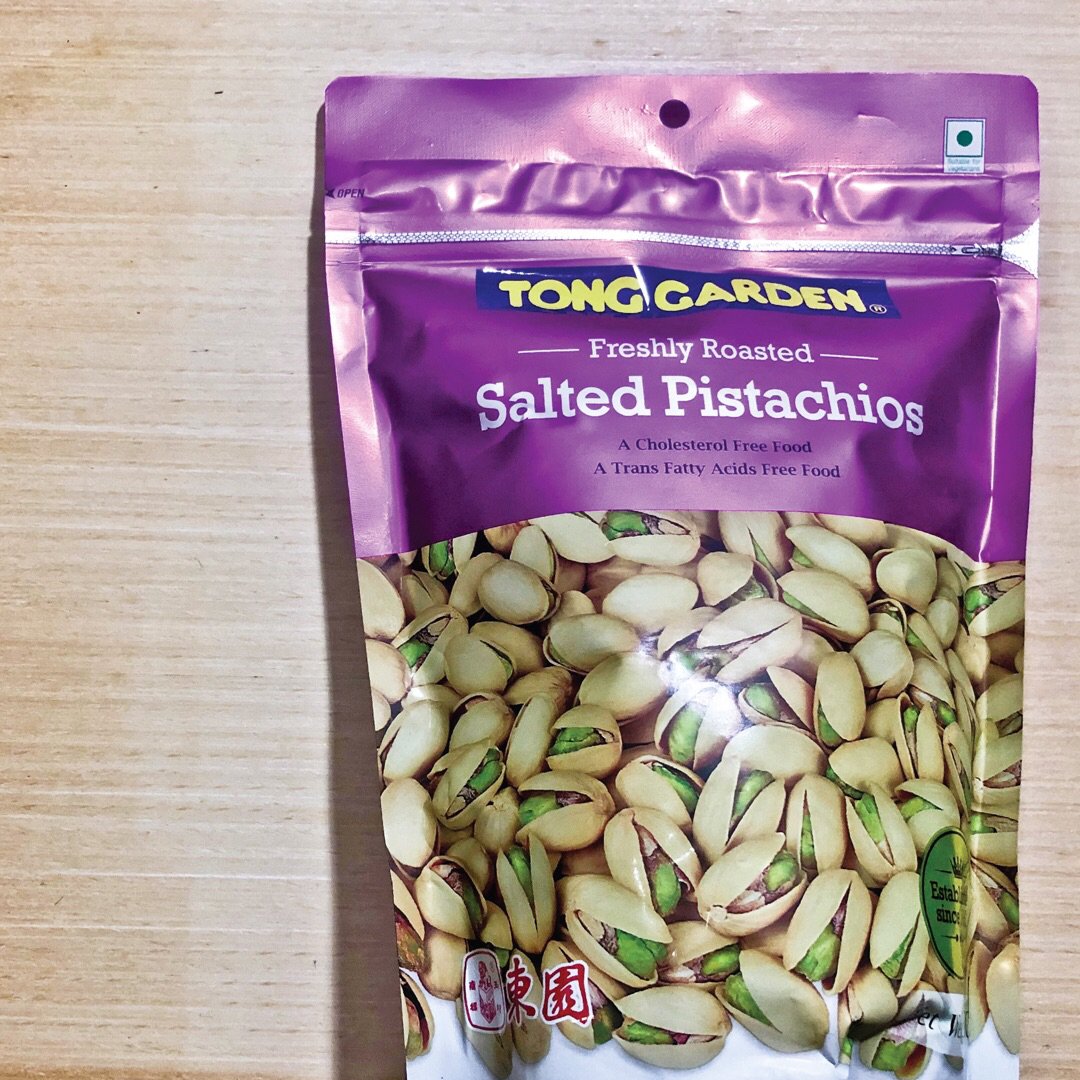 Suitable for
Vegetarians
OPEN
TONG GARDEN®
Freshly Roasted
Salted Pistachios
A Cholesterol Free Food
A Trans Fatty Acids Free Food
since
東園